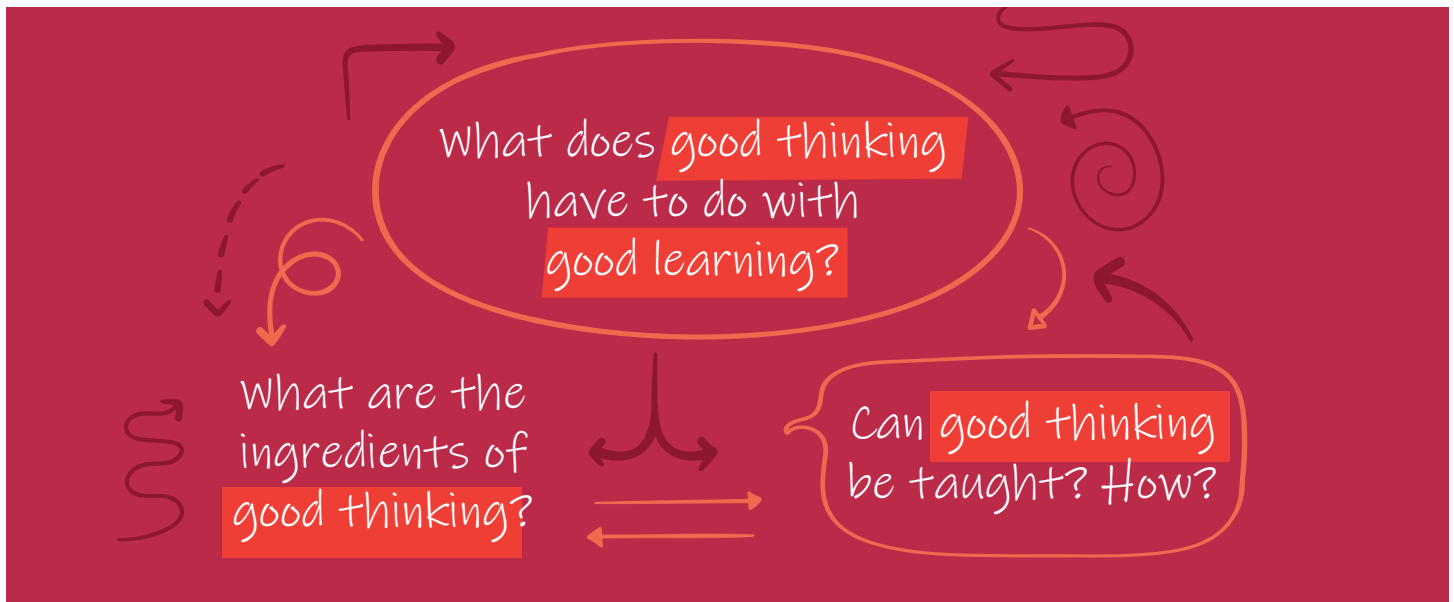 What does good thinking
have to do with
good learning?
What are the
ingredients of
good thinking?
Can good thinking
be taught? How?